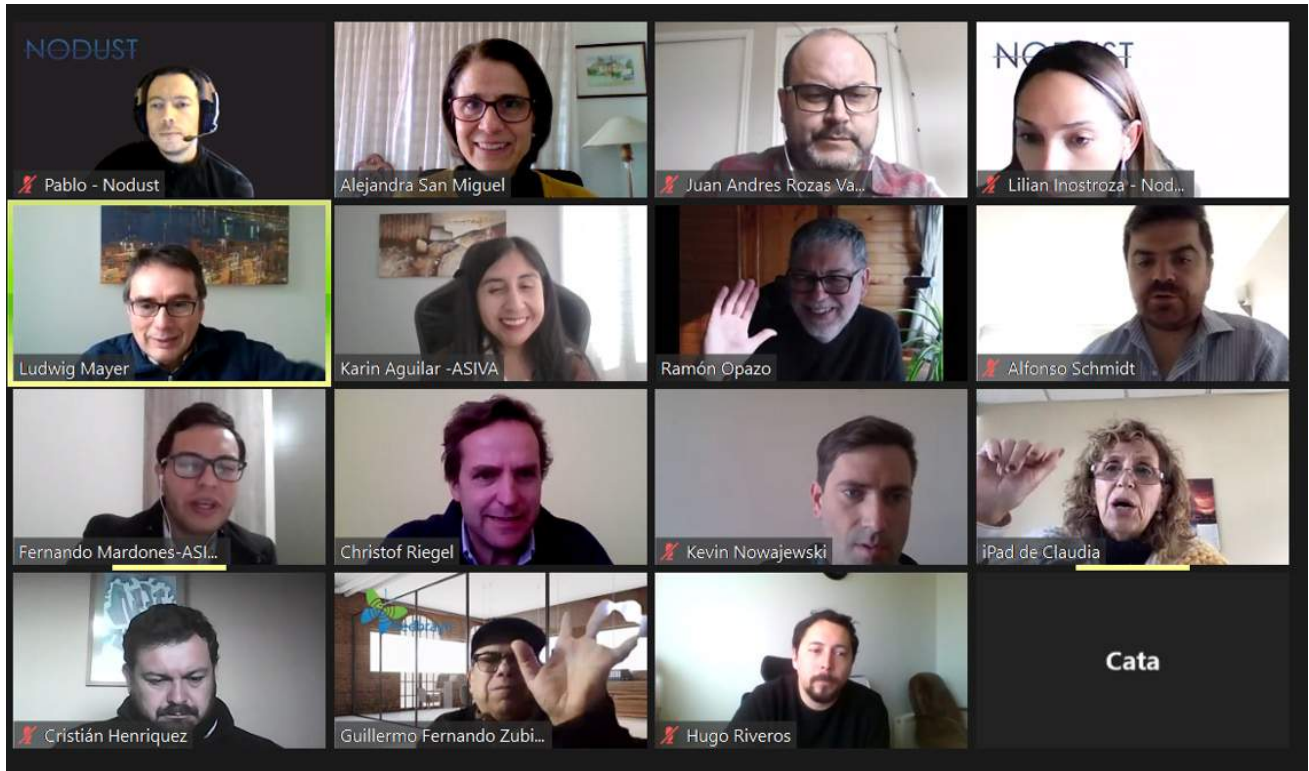 NODUST
Pablo - Nodust
Alejandra San Miguel
Juan Andres Rozas Va...
NODUST
Lilian Inostroza - Nod...
Ludwig Mayer
Karin Aguilar -ASIVA
Ramón Opazo
Alfonso Schmidt
Fernando Mardones-ASI...
Christof Riegel
Kevin Nowajewski
iPad de Claudia
Cristián Henriquez
Guillermo Fernando Zubi...
Hugo Riveros
Cata